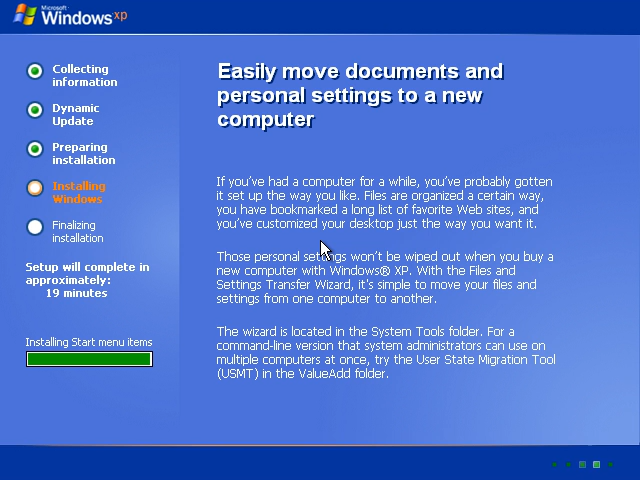 Microsoft
Windows xp
Collecting
information
Dynamic
Update
Preparing
installation
Installing
Windows
Finalizing
installation
Setup will complete in
approximately:
19 minutes
Installing Start menu items
Easily move documents and
personal settings to a new
computer
If you've had a computer for a while, you've probably gotten
it set up the way you like. Files are organized a certain way,
you have bookmarked a long list of favorite Web sites, and
you've customized your desktop just the way you want it.
Those personal settings won't be wiped out when you buy a
new computer with Windows® XP. With the Files and
Settings Transfer Wizard, it's simple to move your files and
settings from one computer to another.
The wizard is located in the System Tools folder. For a
command-line version that system administrators can use on
multiple computers at once, try the User State Migration Tool
(USMT) in the ValueAdd folder.